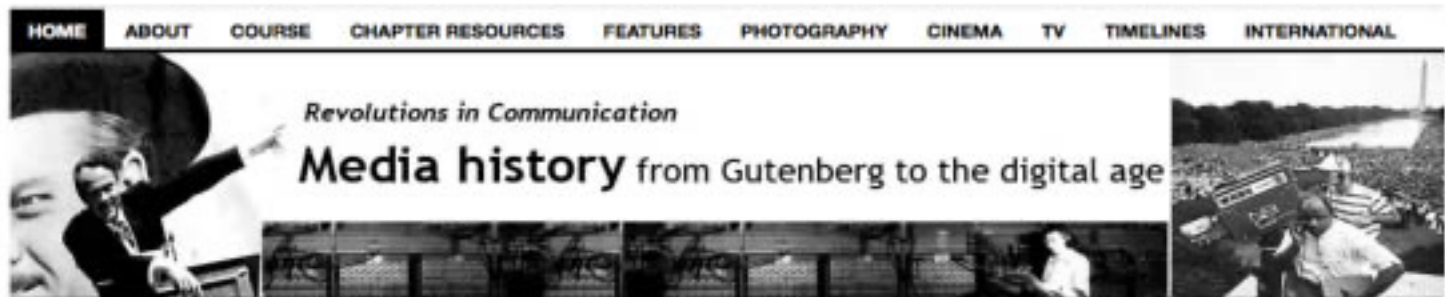 HOME ABOUT COURSE CHAPTER RESOURCES FEATURES PHOTOGRAPHY CINEMA TV TIMELINES INTERNATIONAL
Revolutions in Communication
Media history from Gutenberg to the digital age